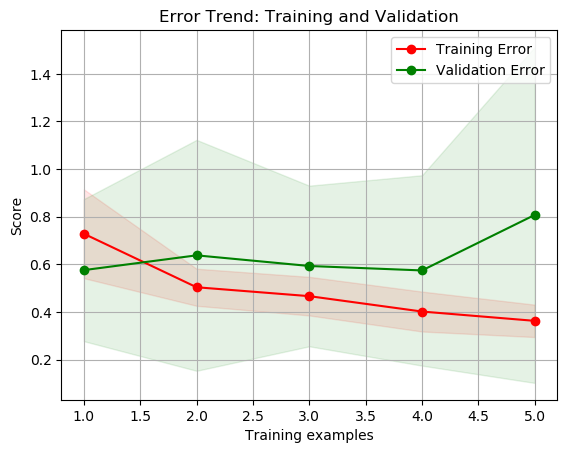 Error Trend: Training and Validation
Training Error
Validation Error
Score
1.4
1.2
1.0
0.8
0.6
0.4
0.2
1.0 1.5 2.0 2.5 3.0 3.5 4.0 4.5 5.0
Training examples